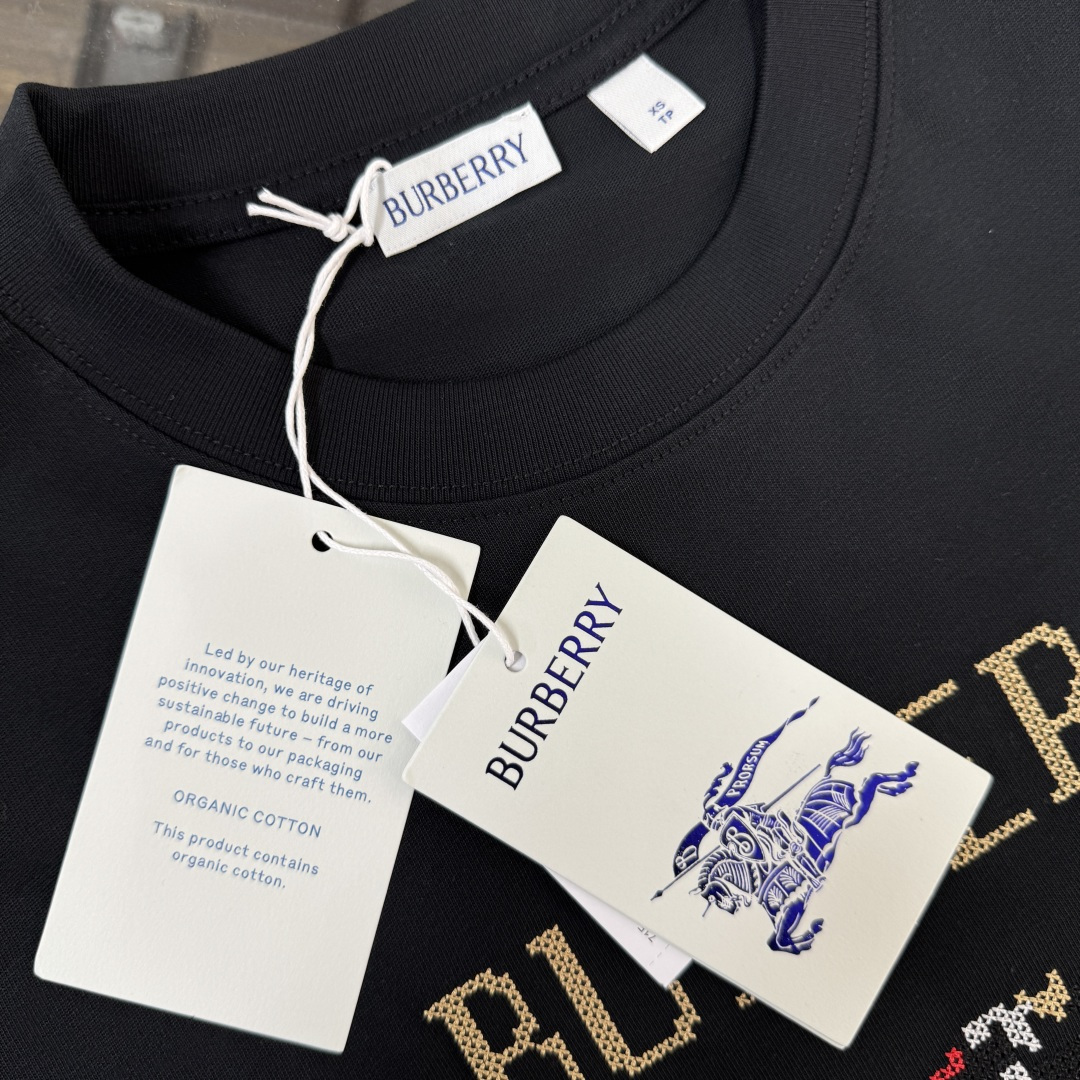 BURBERRY
XS
TP
Led by our heritage of
innovation, we are driving
positive change to build a more
sustainable future – from our
products to our packaging
and for those who craft them.
ORGANIC COTTON
This product contains
organic cotton.
BURBERRY
PRORSUM